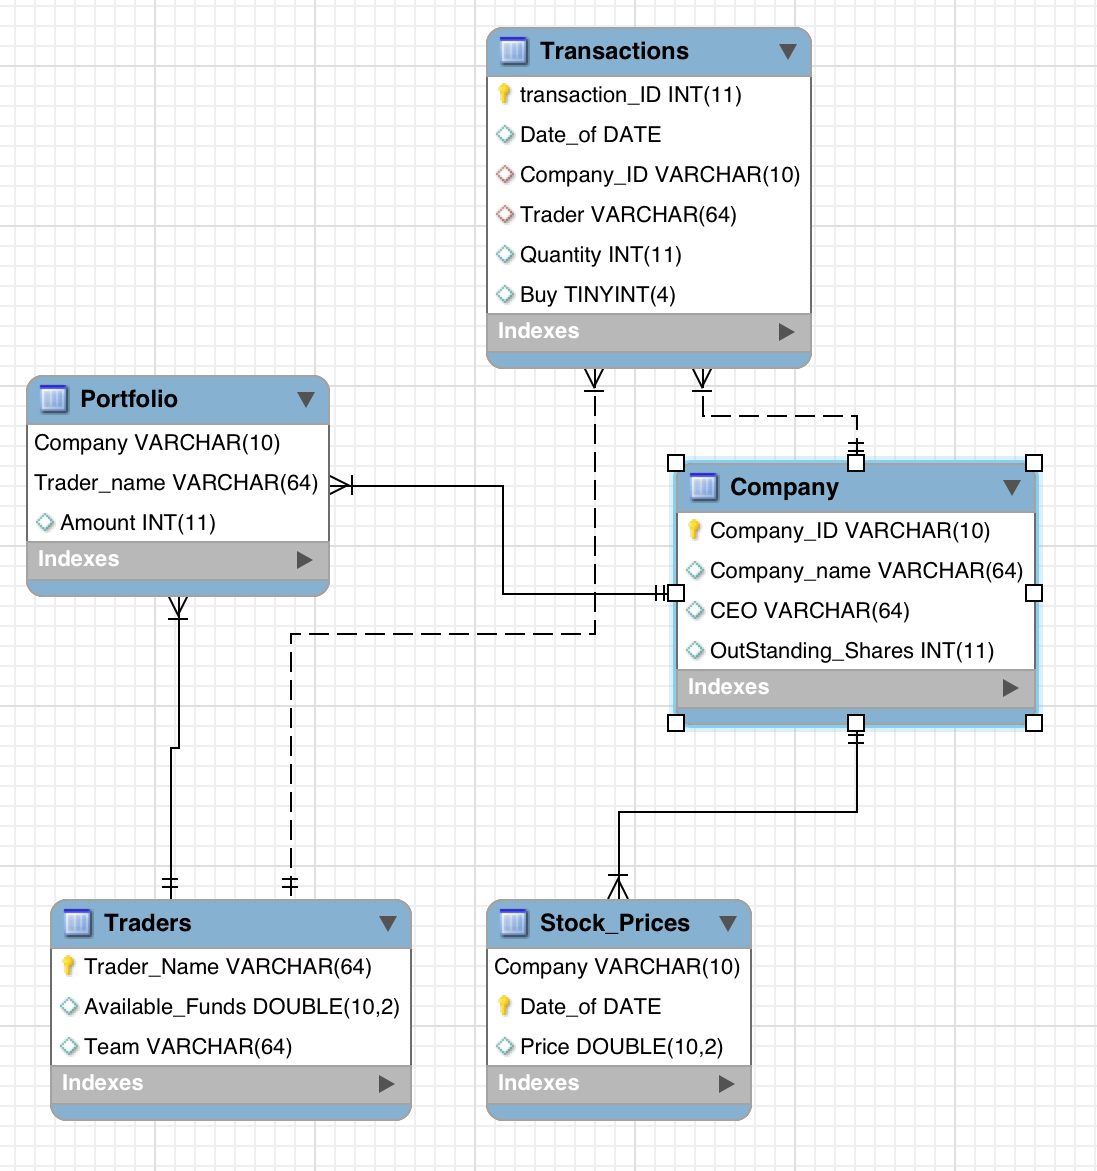 Transactions
transaction_ID INT(11)
Date_of DATE
Company_ID VARCHAR(10)
Trader VARCHAR(64)
Quantity INT(11)
Buy TINYINT(4)
Indexes
Portfolio
Company VARCHAR(10)
Trader_name VARCHAR(64)
Amount INT(11)
Indexes
Company
Company_ID VARCHAR(10)
Company_name VARCHAR(64)
CEO VARCHAR(64)
OutStanding_Shares INT(11)
Indexes
Traders
Trader_Name VARCHAR(64)
Available_Funds DOUBLE(10,2)
Team VARCHAR(64)
Indexes
Stock_Prices
Company VARCHAR(10)
Date_of DATE
Price DOUBLE(10,2)
Indexes